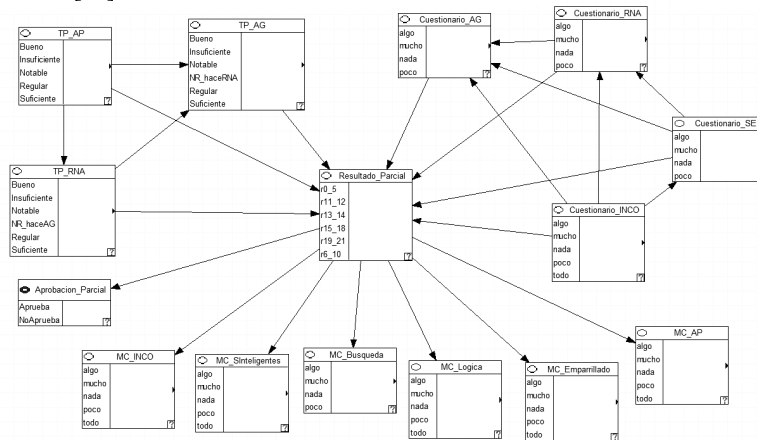 TP_AP
Bueno
Insuficiente
Notable
Regular
Suficiente
?
TP_AG
Bueno
Insuficiente
Notable
NR_haceRNA
Regular
Suficiente
?
Cuestionario_AG
algo
mucho
nada
poco
?
Cuestionario_RNA
algo
mucho
nada
poco
?
Cuestionario_SE
algo
mucho
nada
poco
TP_RNA
Bueno
Insuficiente
Notable
NR_haceAG
Regular
Suficiente
?
Resultado_Parcial
r0_5
r11_12
r13_14
r15_18
r19_21
r6_10
?
Cuestionario_INCO
algo
mucho
nada
poco
todo
?
Aprobacion_Parcial
Aprueba
NoAprueba
?
MC_INCO
algo
mucho
nada
poco
todo
?
MC_SInteligentes
algo
mucho
nada
poco
todo
?
MC_Busqueda
algo
mucho
nada
poco
?
MC_Logica
algo
mucho
nada
poco
todo
?
MC_Emparrillado
algo
mucho
nada
poco
todo
?
MC_AP
algo
mucho
nada
poco
todo
?